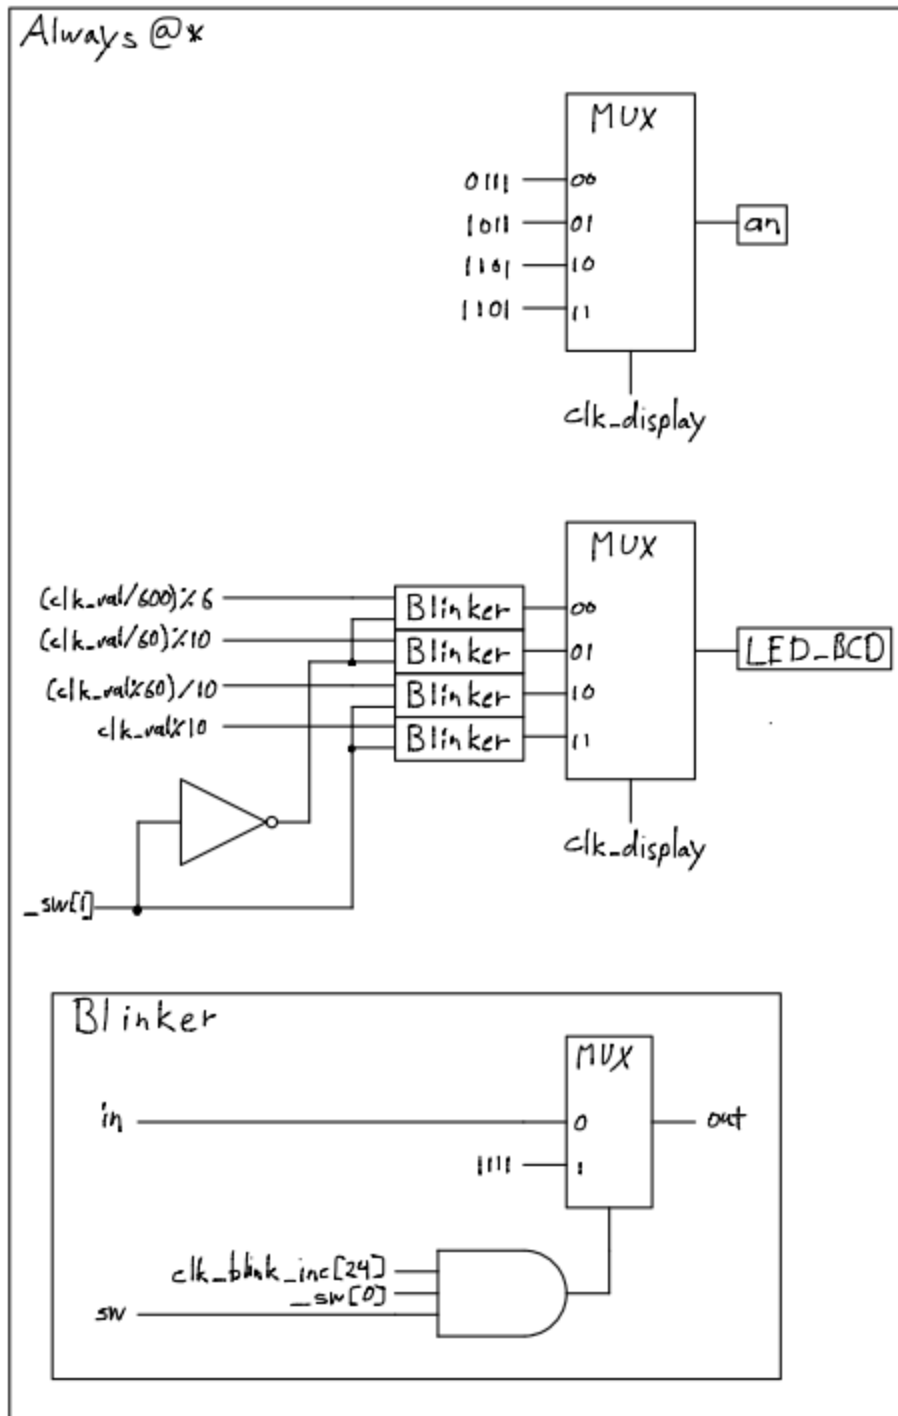 Always @*
MUX
0111 00
1011 01 an
1101 10
1101 11
clk_display
MUX
(clk_val/600)%6 Blinker 00
(clk_val/60)%10 Blinker 01 LED_BCD
(clk_val%60)/10 Blinker 10
clk_val%10 Blinker 11
clk_display
_sw[1]
Blinker
MUX
in 0 out
1111 1
clk_blink_inc[24]
_sw[0]
sw